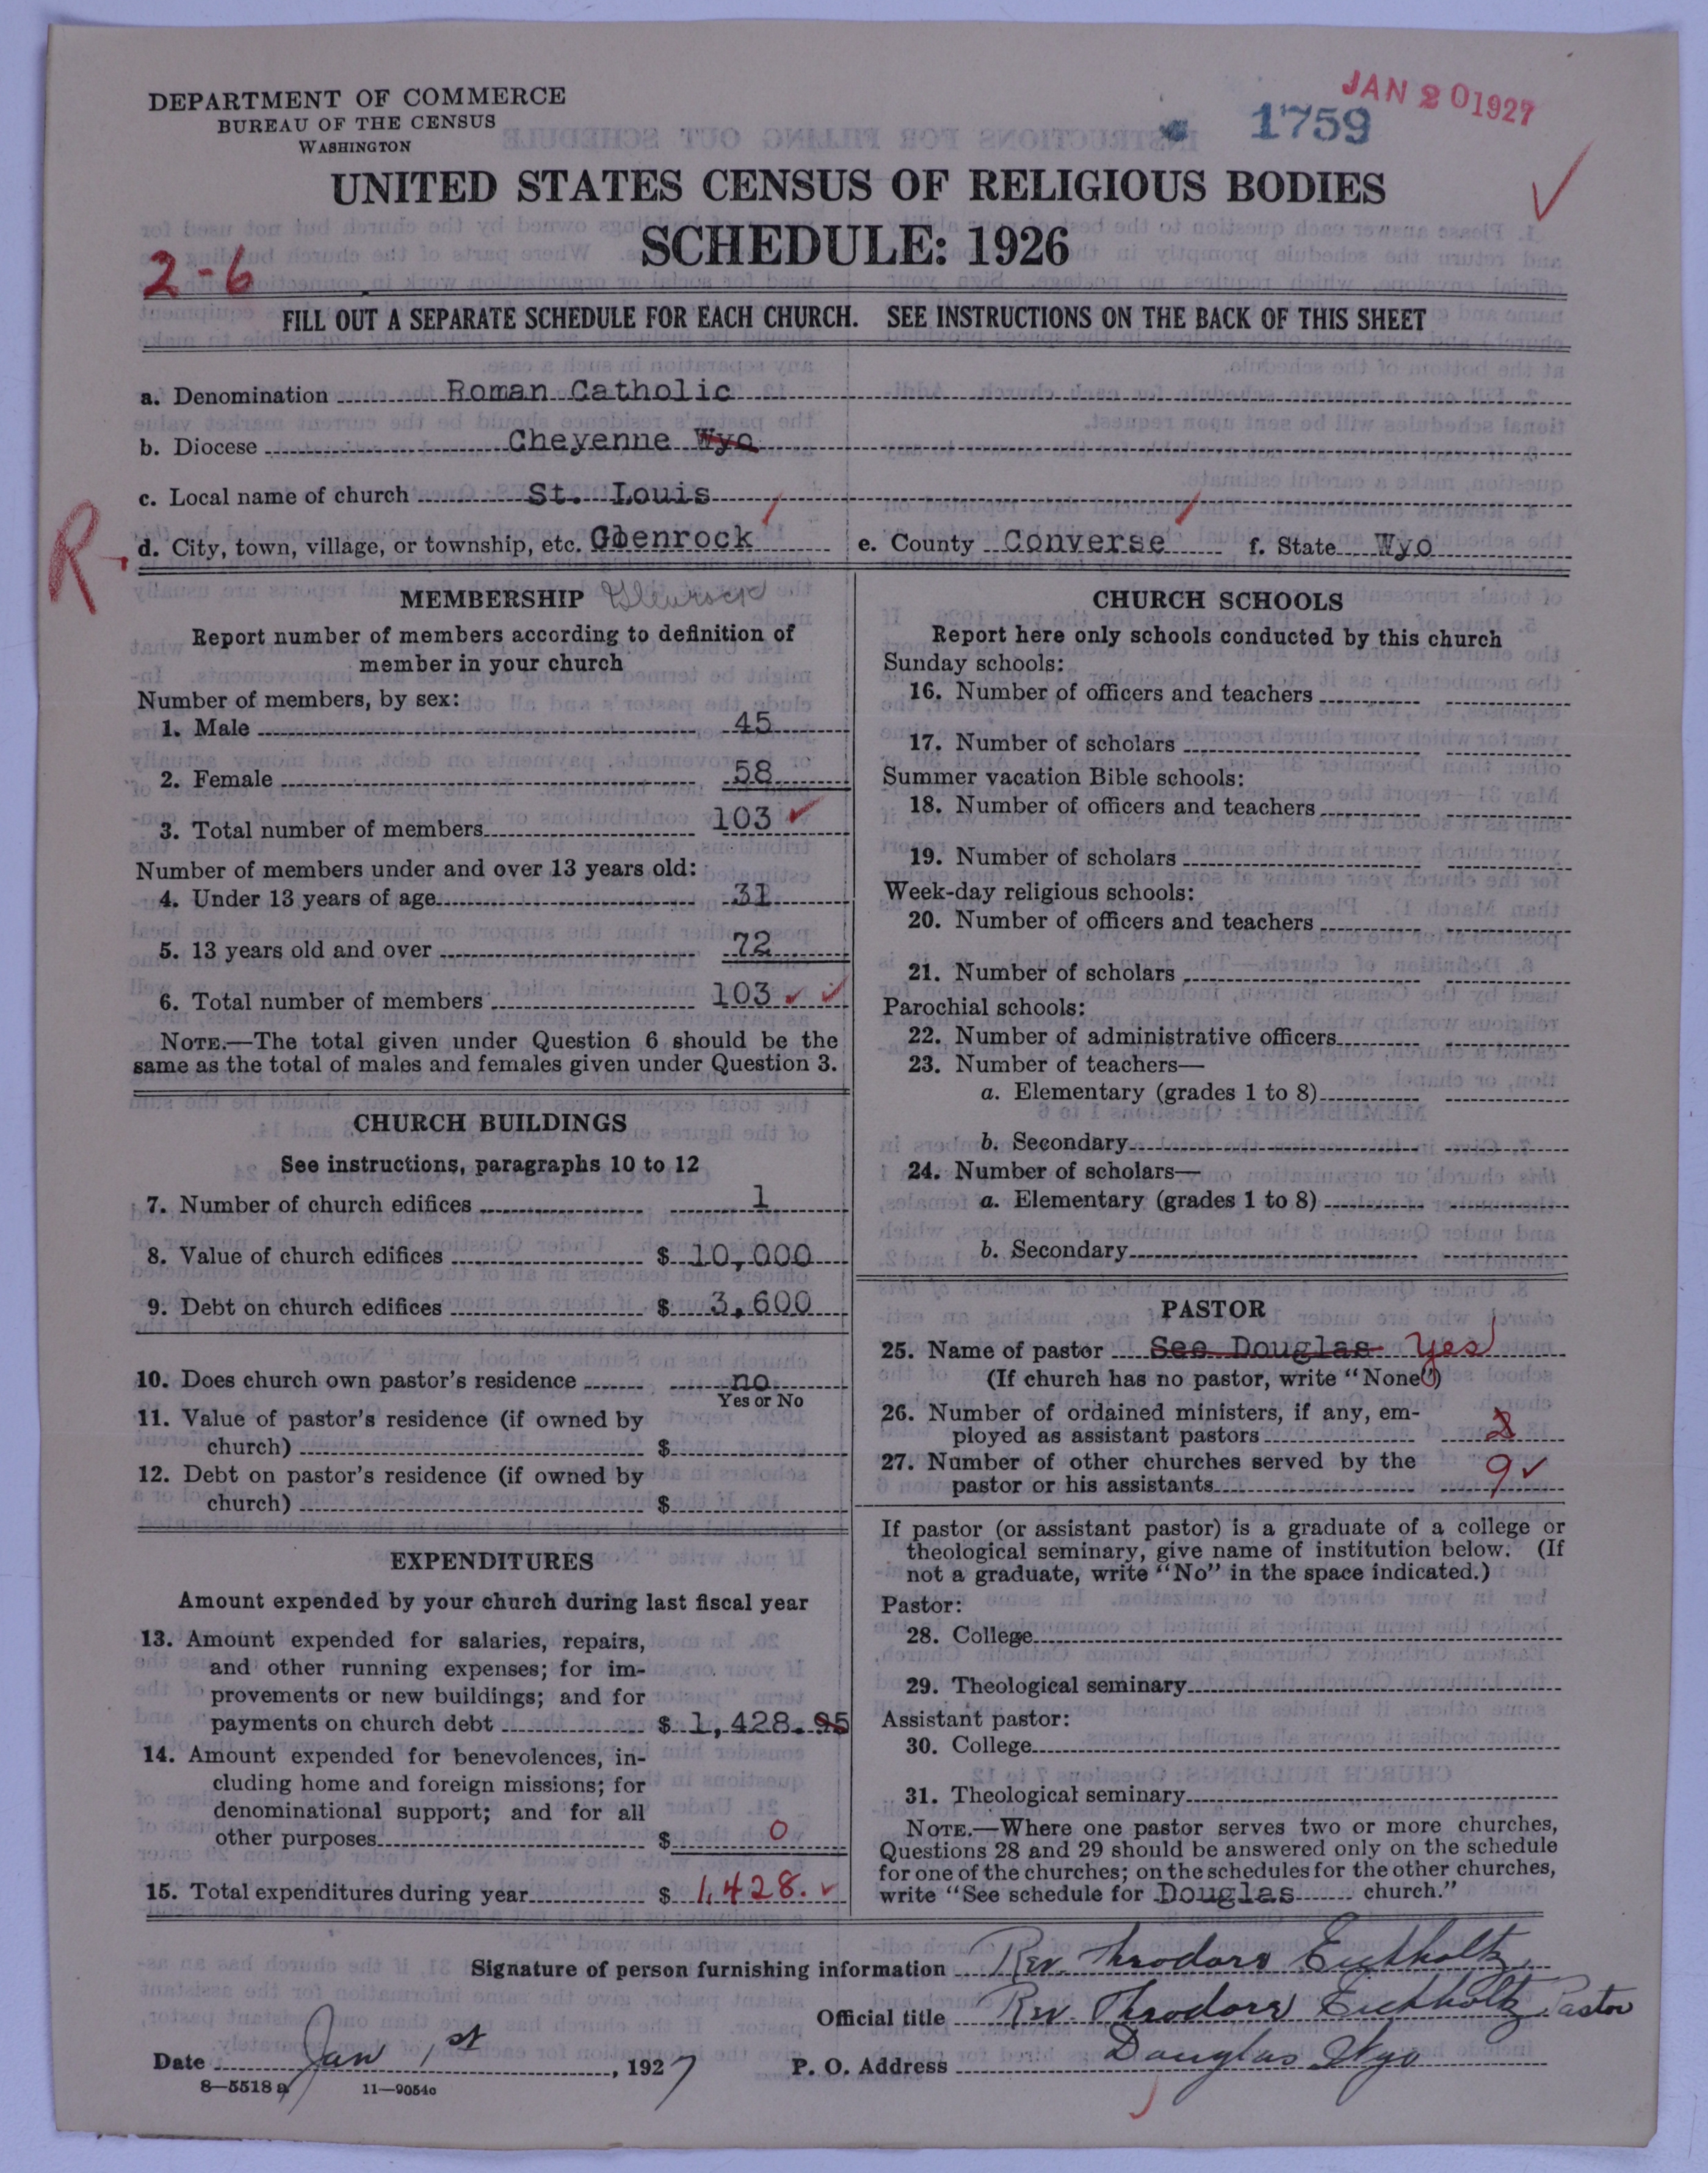 DEPARTMENT OF COMMERCE
BUREAU OF THE CENSUS
WASHINGTON
JAN 20 1927
1759
UNITED STATES CENSUS OF RELIGIOUS BODIES
SCHEDULE: 1926
2-6
FILL OUT A SEPARATE SCHEDULE FOR EACH CHURCH. SEE INSTRUCTIONS ON THE BACK OF THIS SHEET
a. Denomination Roman Catholic
b. Diocese Cheyenne Wyo
c. Local name of church St. Louis
R
d. City, town, village, or township, etc. Glenrock e. County Converse f. State Wyo
MEMBERSHIP Glenrock
Report number of members according to definition of
member in your church
Number of members, by sex:
1. Male 45
2. Female 58
3. Total number of members 103
Number of members under and over 13 years old:
4. Under 13 years of age 31
5. 13 years old and over 72
6. Total number of members 103
NOTE.—The total given under Question 6 should be the
same as the total of males and females given under Question 3.
CHURCH BUILDINGS
See instructions, paragraphs 10 to 12
7. Number of church edifices 1
8. Value of church edifices $ 10,000
9. Debt on church edifices $ 3,600
10. Does church own pastor's residence no
Yes or No
11. Value of pastor's residence (if owned by
church) $
12. Debt on pastor's residence (if owned by
church) $
EXPENDITURES
Amount expended by your church during last fiscal year
13. Amount expended for salaries, repairs,
and other running expenses; for im-
provements or new buildings; and for
payments on church debt $ 1,428.95
14. Amount expended for benevolences, in-
cluding home and foreign missions; for
denominational support; and for all
other purposes $ 0
15. Total expenditures during year $ 1,428.
CHURCH SCHOOLS
Report here only schools conducted by this church
Sunday schools:
16. Number of officers and teachers
17. Number of scholars
Summer vacation Bible schools:
18. Number of officers and teachers
19. Number of scholars
Week-day religious schools:
20. Number of officers and teachers
21. Number of scholars
Parochial schools:
22. Number of administrative officers
23. Number of teachers—
a. Elementary (grades 1 to 8)
b. Secondary
24. Number of scholars—
a. Elementary (grades 1 to 8)
b. Secondary
PASTOR
25. Name of pastor See Douglas Yes
(If church has no pastor, write "None")
26. Number of ordained ministers, if any, em-
ployed as assistant pastors
27. Number of other churches served by the
pastor or his assistants 9
If pastor (or assistant pastor) is a graduate of a college or
theological seminary, give name of institution below. (If
not a graduate, write "No" in the space indicated.)
Pastor:
28. College
29. Theological seminary
Assistant pastor:
30. College
31. Theological seminary
NOTE.—Where one pastor serves two or more churches,
Questions 28 and 29 should be answered only on the schedule
for one of the churches; on the schedules for the other churches,
write "See schedule for Douglas church."
Signature of person furnishing information Rev. Theodore Eichholtz
Official title Rev. Theodore Eichholtz Pastor
Date Jan 1st, 1927 P. O. Address Douglas Wyo
8—5518 a 11—9054c